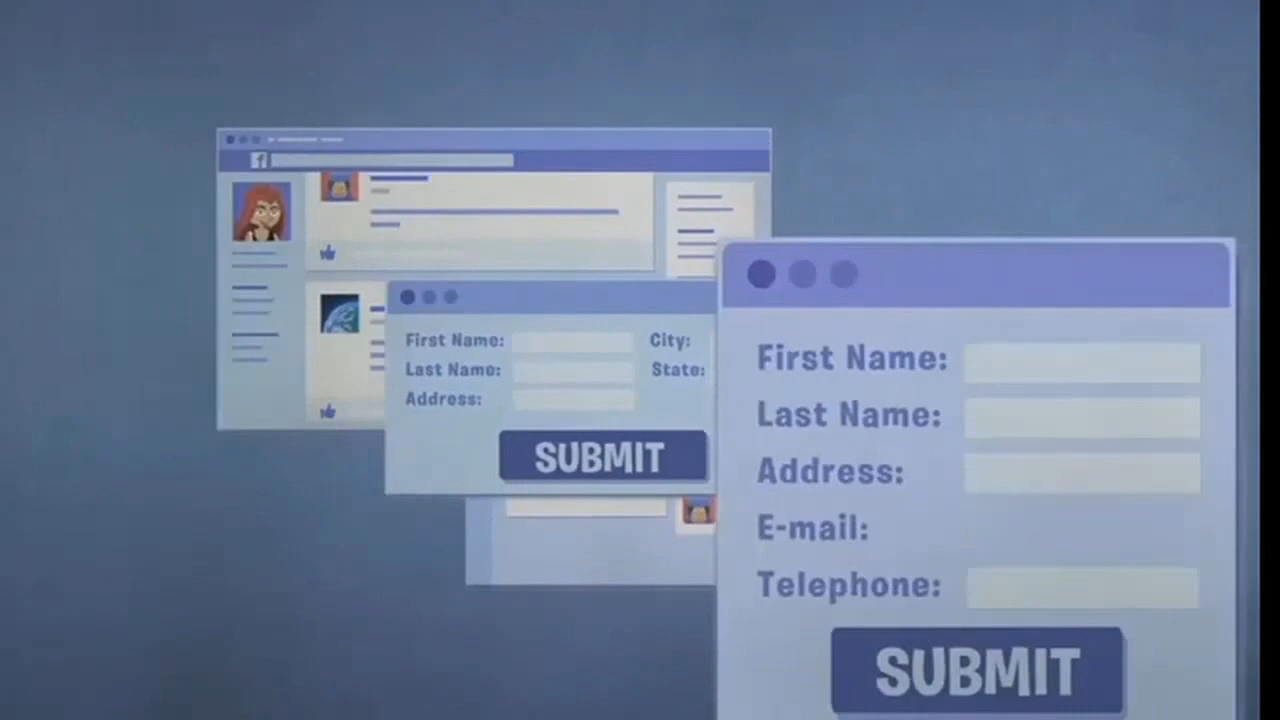 f
First Name:
City:
Last Name:
State:
Address:
SUBMIT
First Name:
Last Name:
Address:
E-mail:
Telephone:
SUBMIT